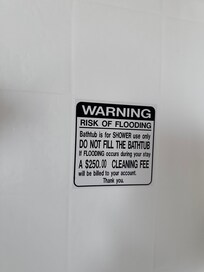 WARNING
RISK OF FLOODING
Bathtub is for SHOWER use only
DO NOT FILL THE BATHTUB
If FLOODING occurs during your stay
A $250.00 CLEANING FEE
will be billed to your account.
Thank you.